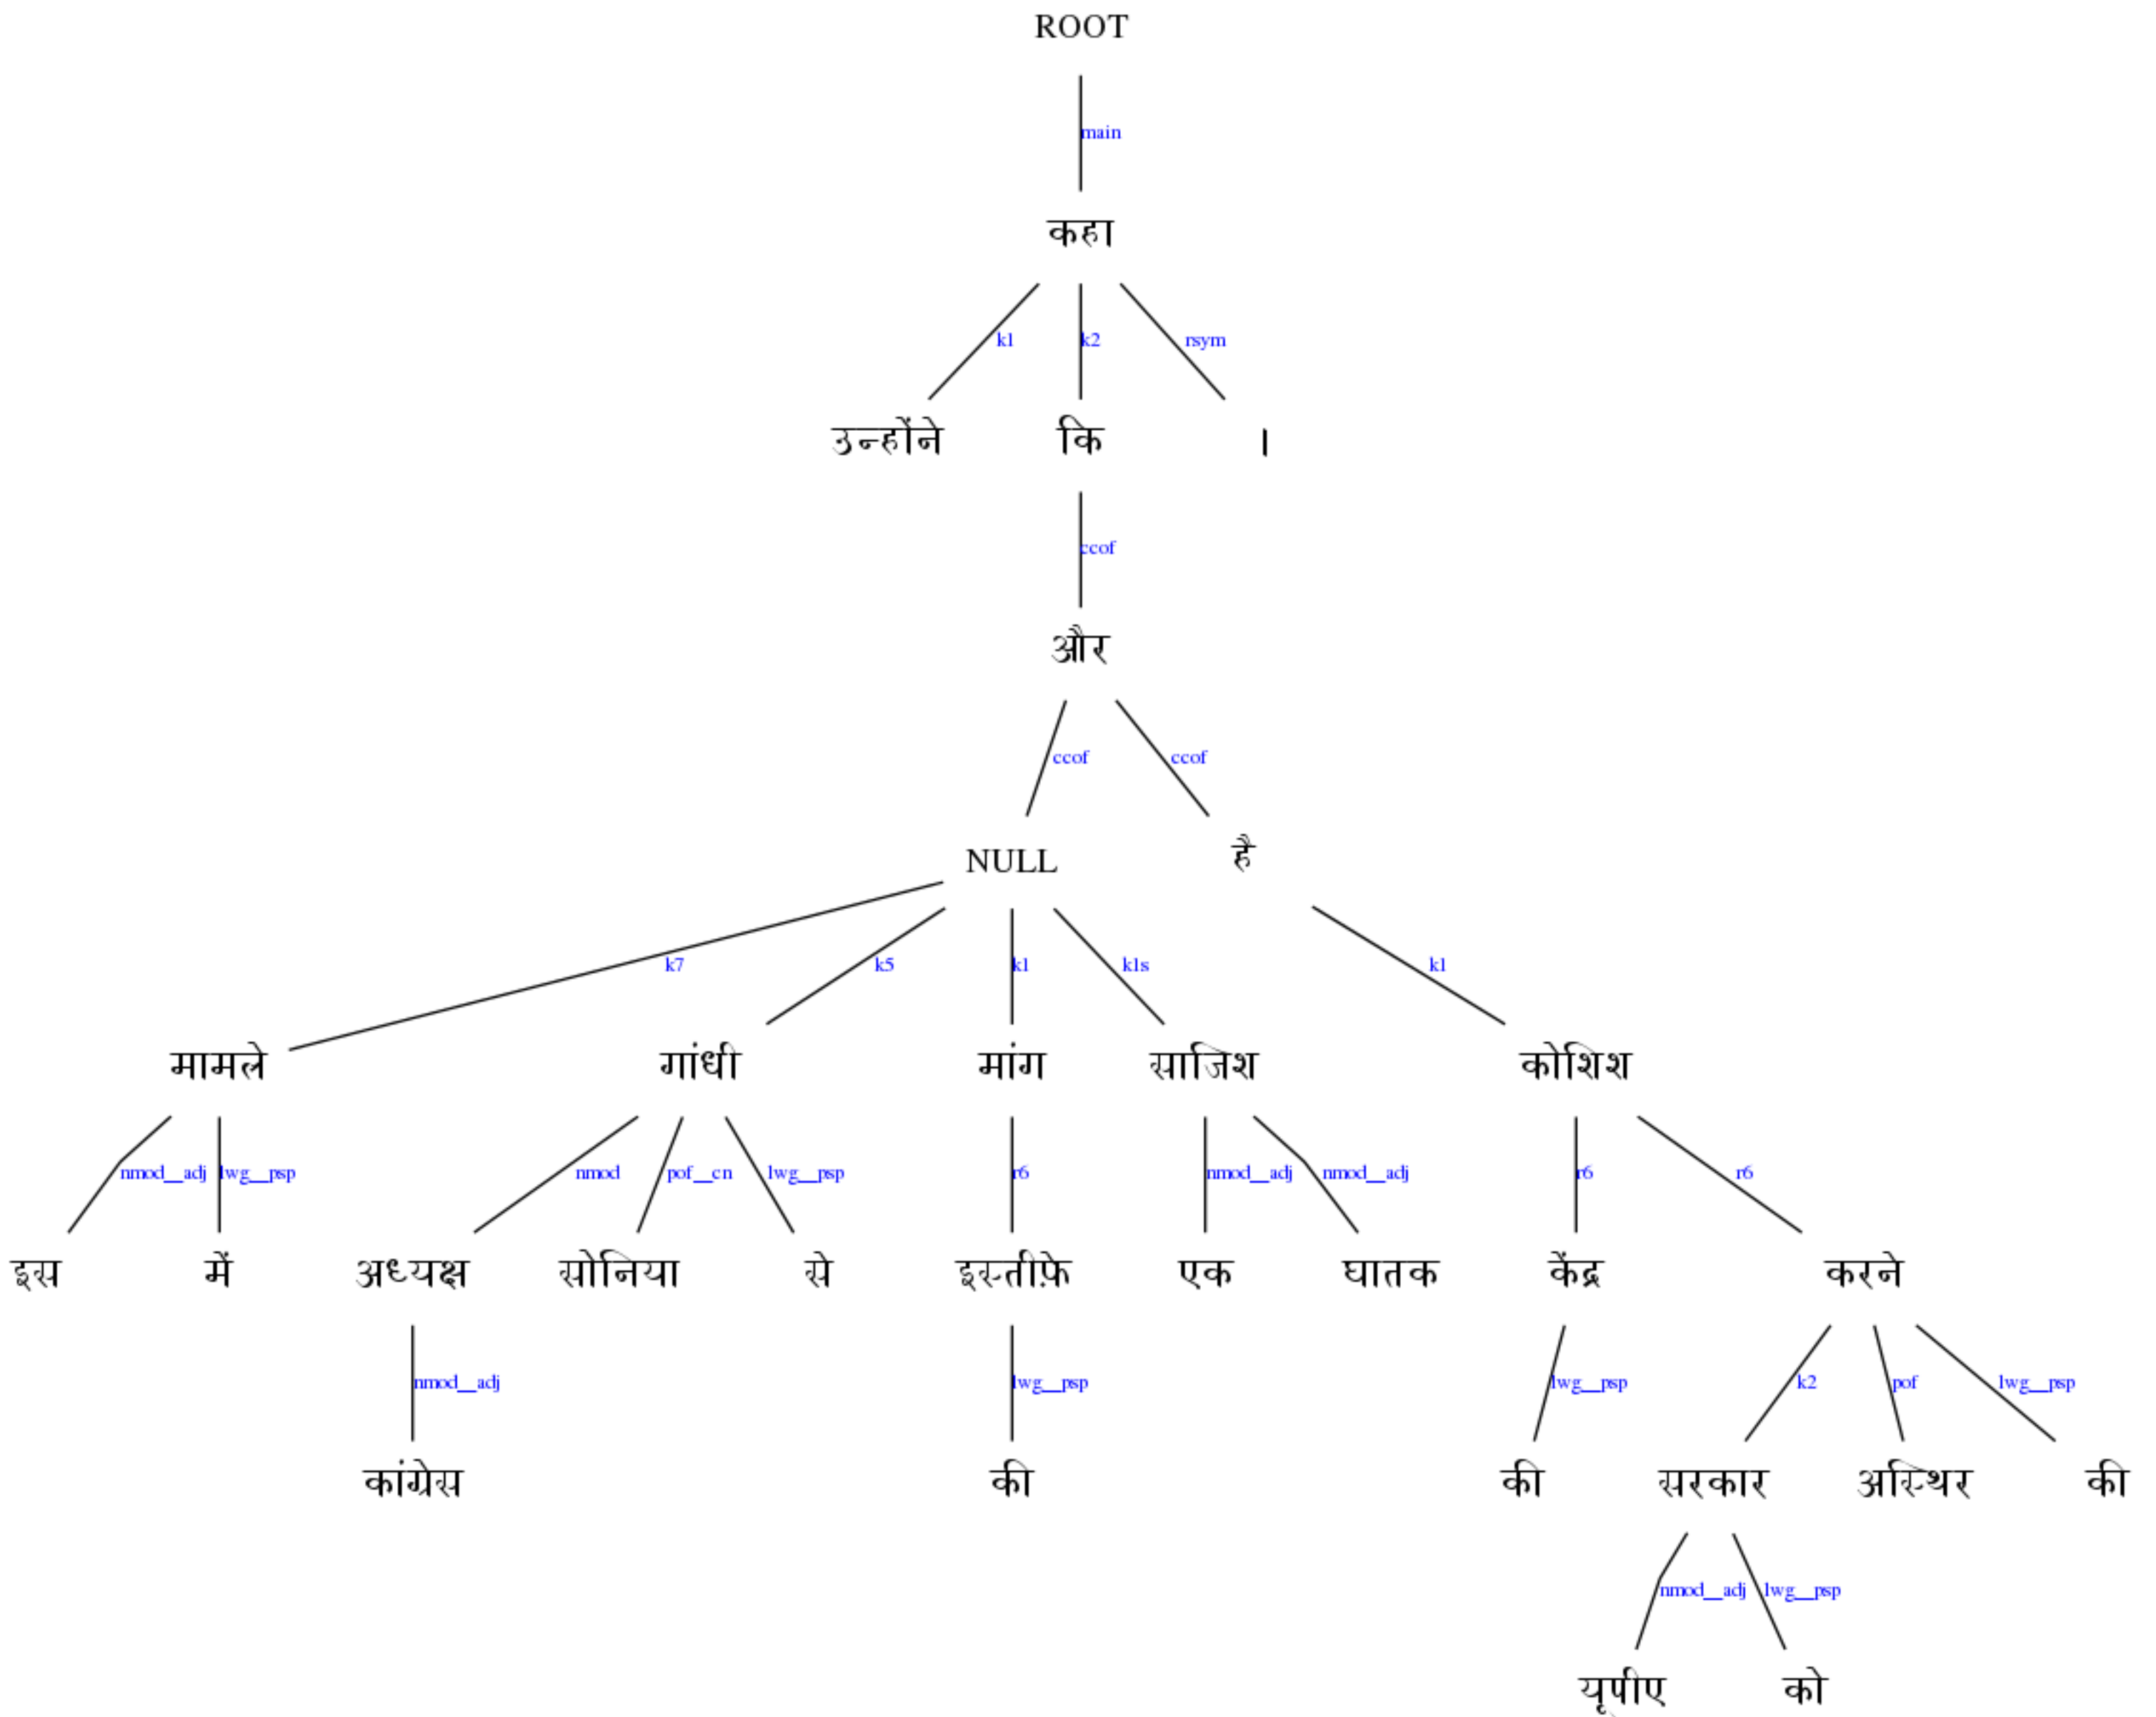 ROOT
main
कहा
k1 k2 rsym
उन्होंने कि ।
ccof
और
ccof ccof
NULL है
k7 k5 k1 k1s k1
मामले गांधी मांग साजिश कोशिश
nmod__adj lwg__psp nmod pof__cn lwg__psp r6 nmod__adj nmod__adj r6 r6
इस में अध्यक्ष सोनिया से इस्तीफ़े एक घातक केंद्र करने
nmod__adj lwg__psp lwg__psp k2 pof lwg__psp
कांग्रेस की की सरकार अस्थिर की
nmod__adj lwg__psp
यूपीए को